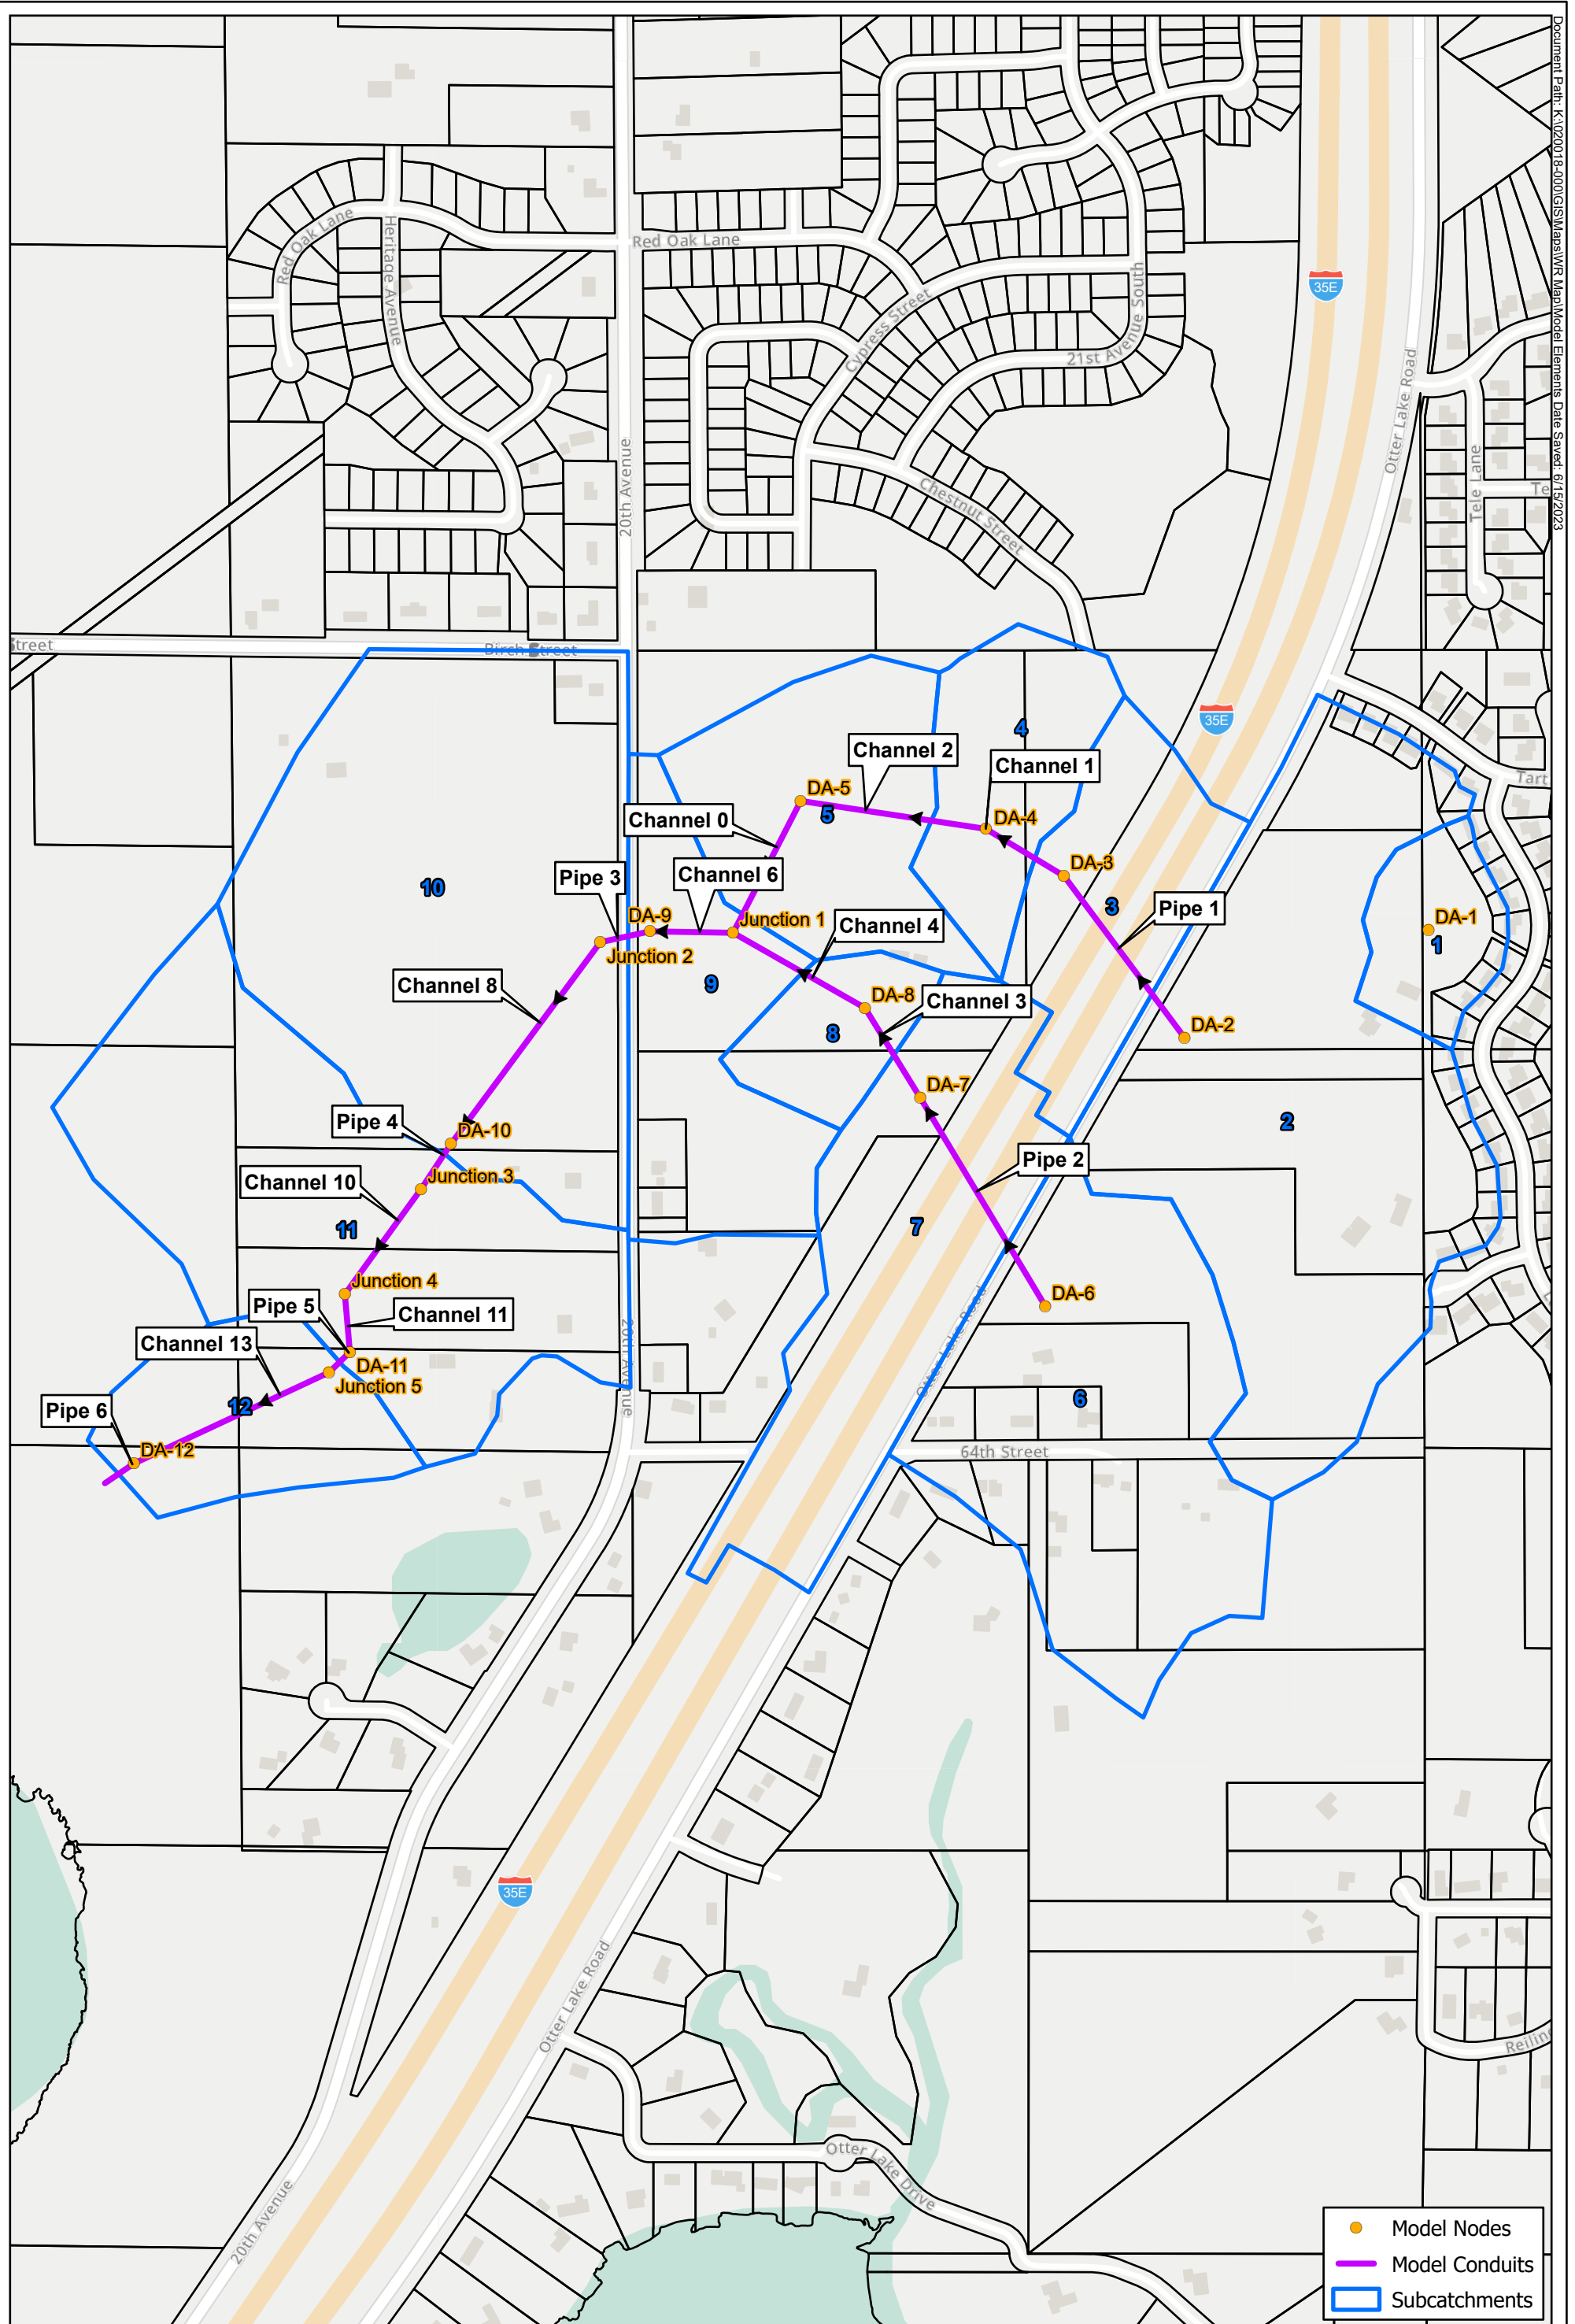 Document Path: K:\020018-000\GIS\Maps\WR Map\Model Elements Date Saved: 6/15/2023
Red Oak Lane
Heritage Avenue
Red Oak Lane
Cypress Street
21st Avenue South
35E
Otter Lake Road
20th Avenue
Chestnut Street
Tele Lane
Te
Street
Birch Street
35E
4
Channel 2
Channel 1
Tart
DA-5
5
Channel 0
DA-4
Channel 6
DA-3
Pipe 3
10
3
Pipe 1
DA-9
Junction 1
DA-1
1
Channel 4
Junction 2
Channel 8
9
DA-8
Channel 3
8
DA-2
DA-7
Pipe 4
DA-10
2
Pipe 2
Channel 10
Junction 3
11
7
Junction 4
DA-6
Pipe 5
Channel 11
Otter Lake Road
Channel 13
20th Avenue
DA-11
Junction 5
6
Pipe 6
12
DA-12
64th Street
35E
Otter Lake Road
Reiling
Otter Lake Drive
20th Avenue
Model Nodes
Model Conduits
Subcatchments